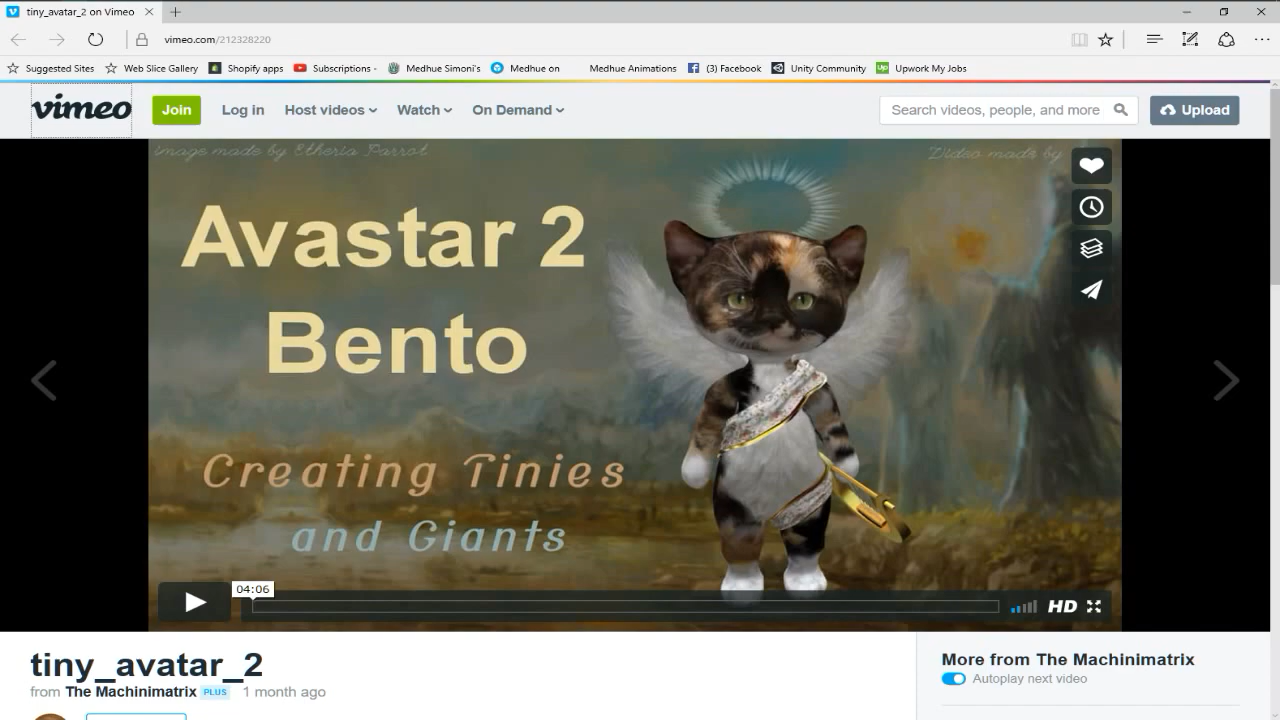 tiny_avatar_2 on Vimeo
vimeo.com/212328220
Suggested Sites Web Slice Gallery Shopify apps Subscriptions - Medhue Simoni's Medhue on Medhue Animations (3) Facebook Unity Community Up Upwork My Jobs
vimeo Join Log in Host videos Watch On Demand Search videos, people, and more Upload
image made by Etheria Parrot
Video made by
Avastar 2
Bento
Creating Tinies
and Giants
04:06
HD
tiny_avatar_2
from The Machinimatrix PLUS 1 month ago
More from The Machinimatrix
Autoplay next video